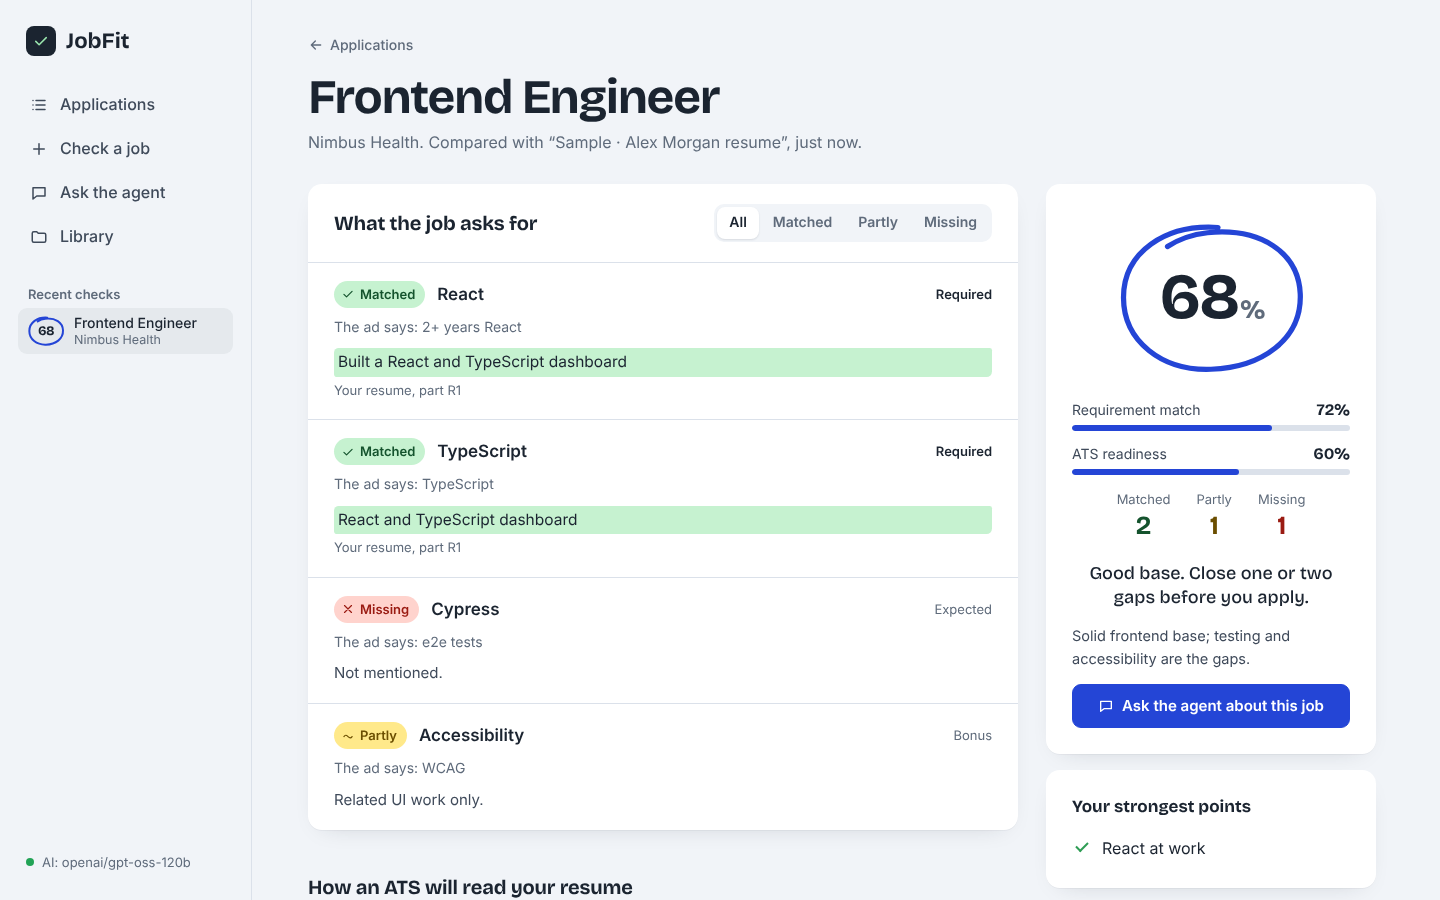 JobFit
Applications
Check a job
Ask the agent
Library
Recent checks
68
Frontend Engineer
Nimbus Health
AI: openai/gpt-oss-120b
Applications
Frontend Engineer
Nimbus Health. Compared with “Sample · Alex Morgan resume”, just now.
What the job asks for
All
Matched
Partly
Missing
Matched
React
Required
The ad says: 2+ years React
Built a React and TypeScript dashboard
Your resume, part R1
Matched
TypeScript
Required
The ad says: TypeScript
React and TypeScript dashboard
Your resume, part R1
Missing
Cypress
Expected
The ad says: e2e tests
Not mentioned.
Partly
Accessibility
Bonus
The ad says: WCAG
Related UI work only.
How an ATS will read your resume
68%
Requirement match
72%
ATS readiness
60%
Matched
Partly
Missing
2
1
1
Good base. Close one or two
gaps before you apply.
Solid frontend base; testing and
accessibility are the gaps.
Ask the agent about this job
Your strongest points
React at work